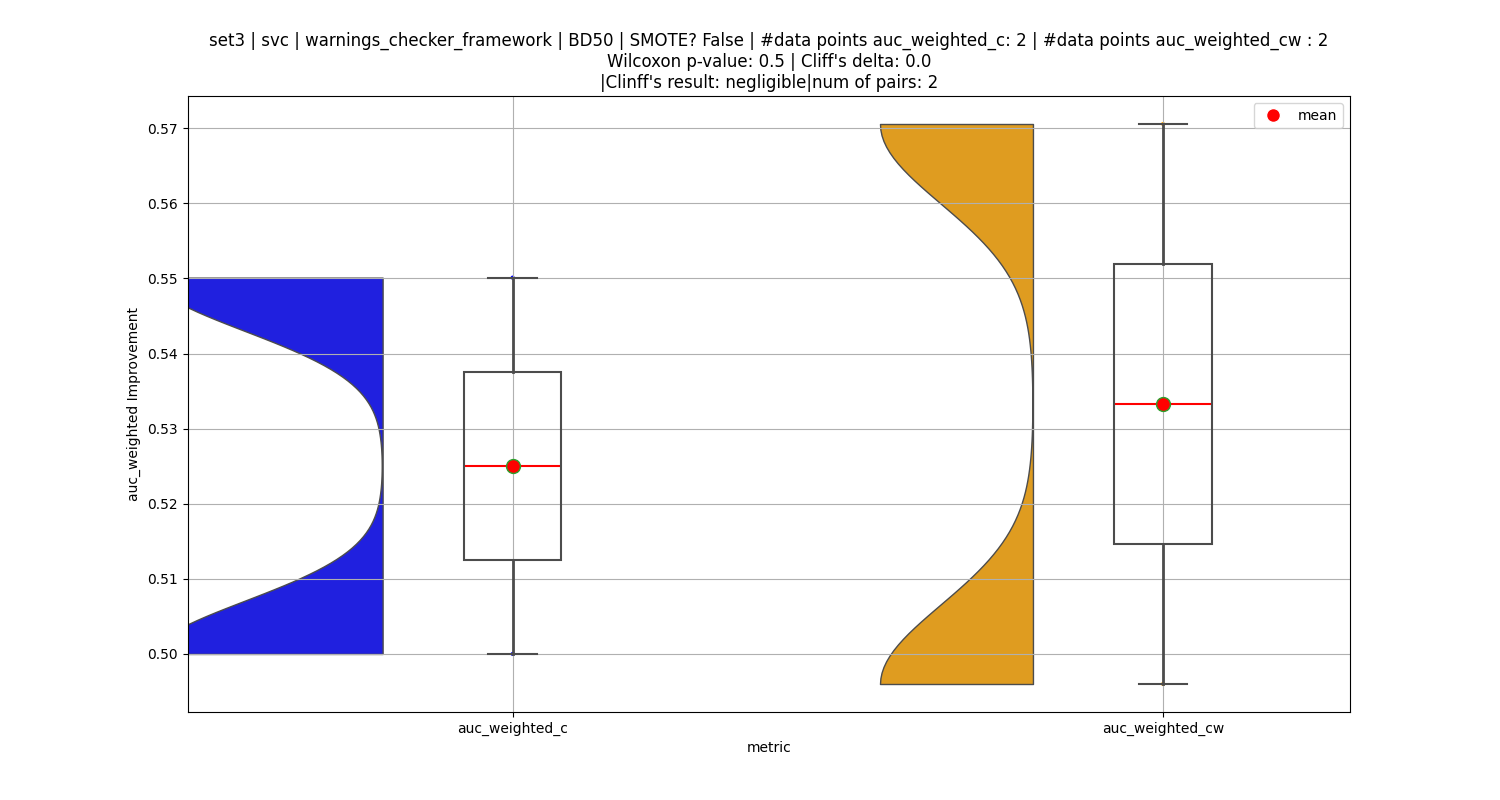 set3 | svc | warnings_checker_framework | BD50 | SMOTE? False | #data points auc_weighted_c: 2 | #data points auc_weighted_cw : 2
Wilcoxon p-value: 0.5 | Cliff's delta: 0.0
|Clinff's result: negligible|num of pairs: 2
mean
0.57
0.56
0.55
0.54
0.53
0.52
0.51
0.50
auc_weighted Improvement
auc_weighted_c
auc_weighted_cw
metric